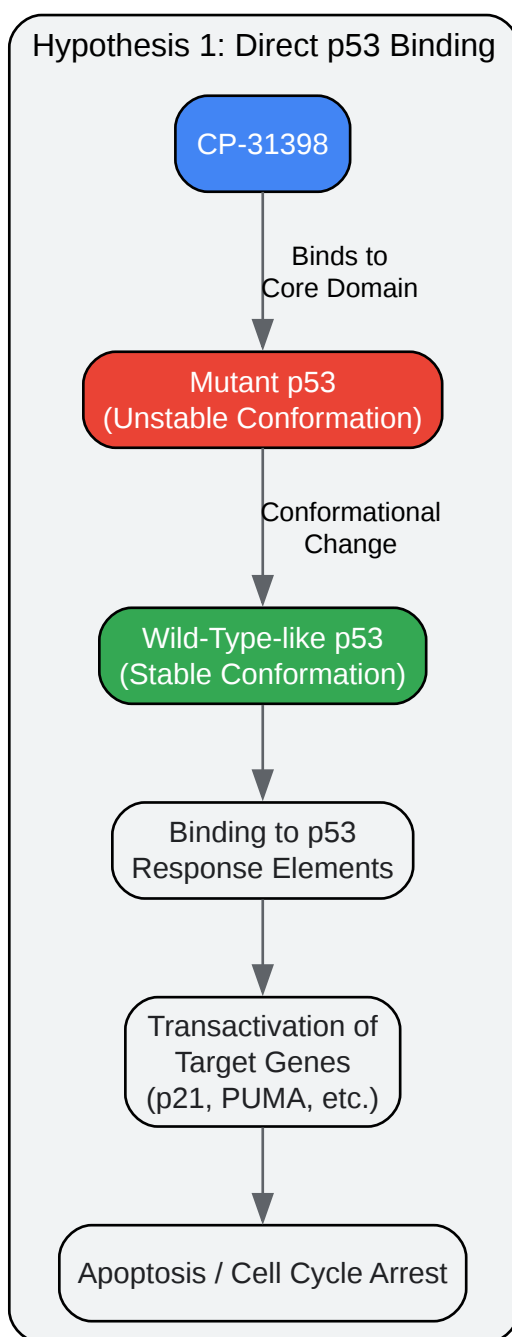 Hypothesis 1: Direct p53 Binding
CP-31398
Binds to
Core Domain
Mutant p53
(Unstable Conformation)
Conformational
Change
Wild-Type-like p53
(Stable Conformation)
Binding to p53
Response Elements
Transactivation of
Target Genes
(p21, PUMA, etc.)
Apoptosis / Cell Cycle Arrest